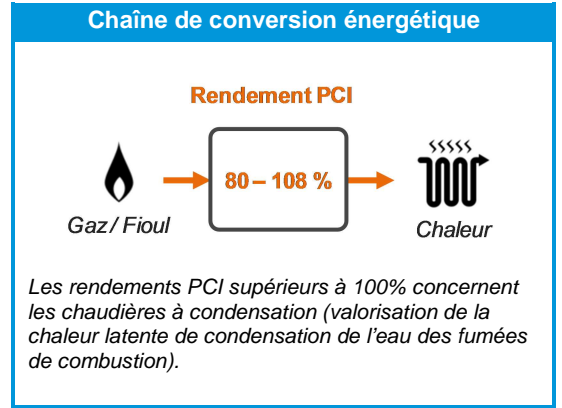 Chaîne de conversion énergétique
Rendement PCI
80 – 108 %
Gaz / Fioul
Chaleur
Les rendements PCI supérieurs à 100% concernent
les chaudières à condensation (valorisation de la
chaleur latente de condensation de l'eau des fumées
de combustion).